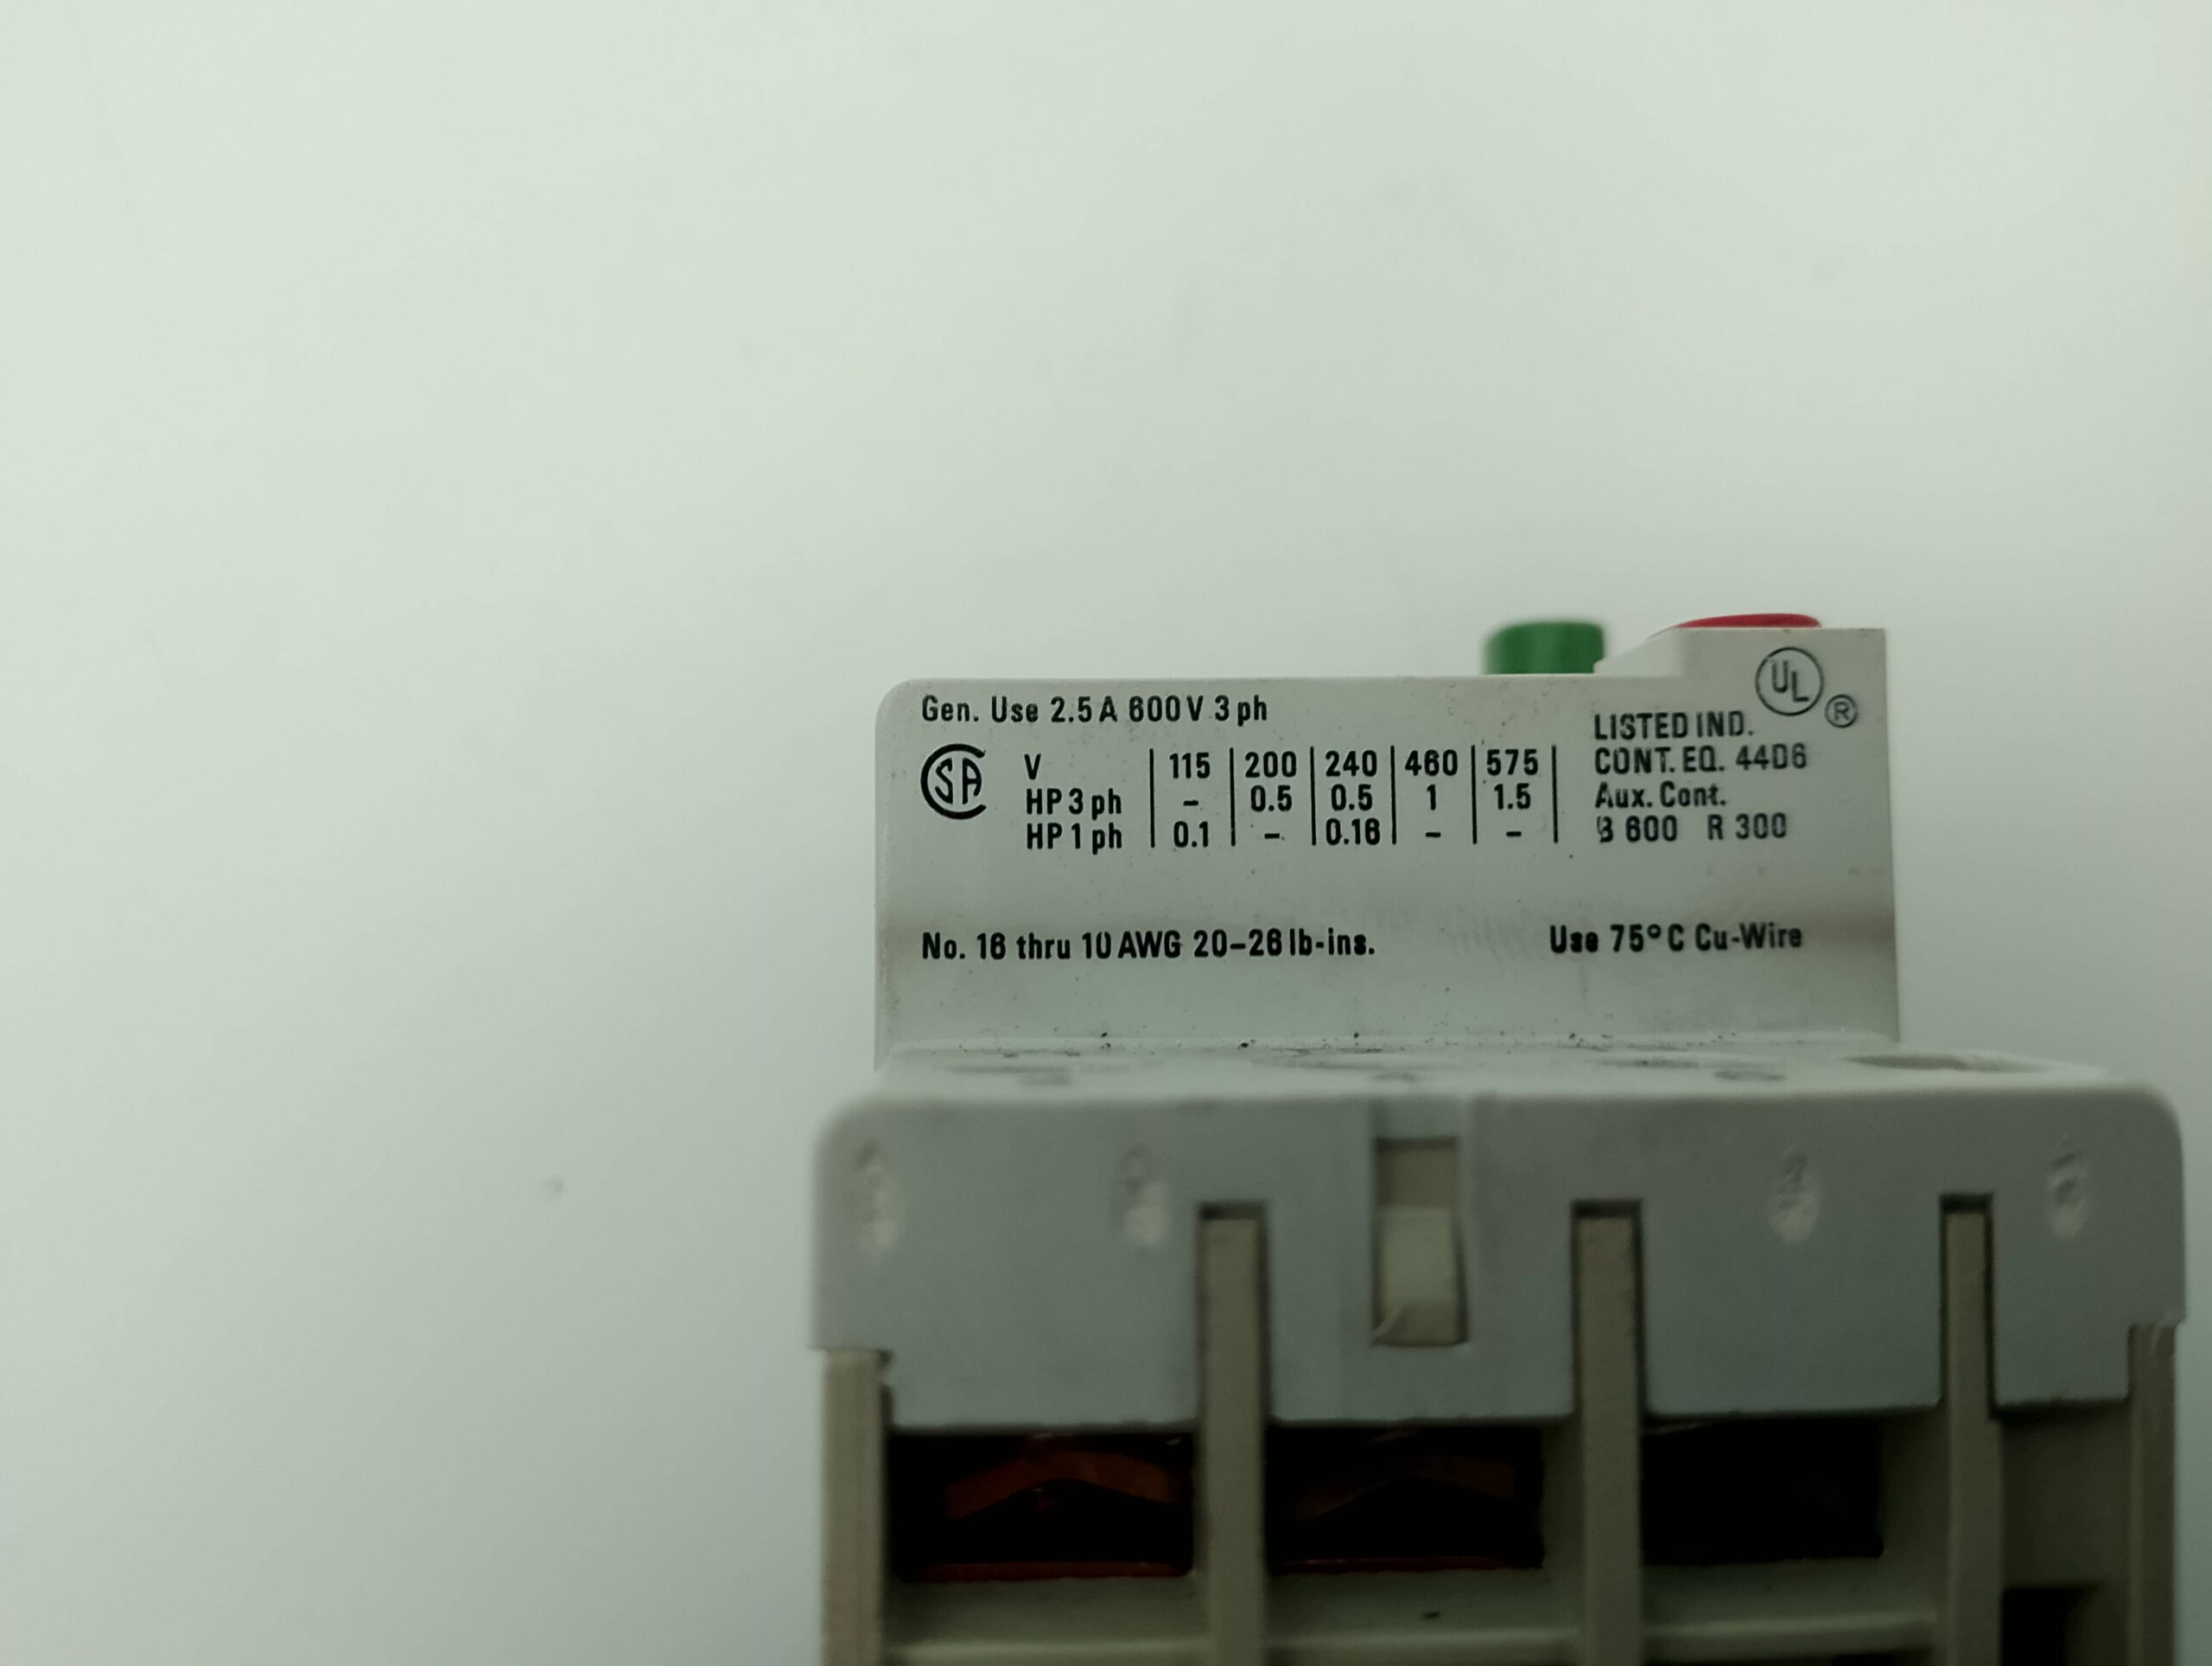 Gen. Use 2.5 A 600 V 3 ph
UL ®
LISTED IND.
CONT. EQ. 44D6
Aux. Cont.
B 600 R 300
SA
V 115 200 240 460 575
HP 3 ph - 0.5 0.5 1 1.5
HP 1 ph 0.1 - 0.16 - -
No. 16 thru 10 AWG 20-26 lb-ins.
Use 75°C Cu-Wire